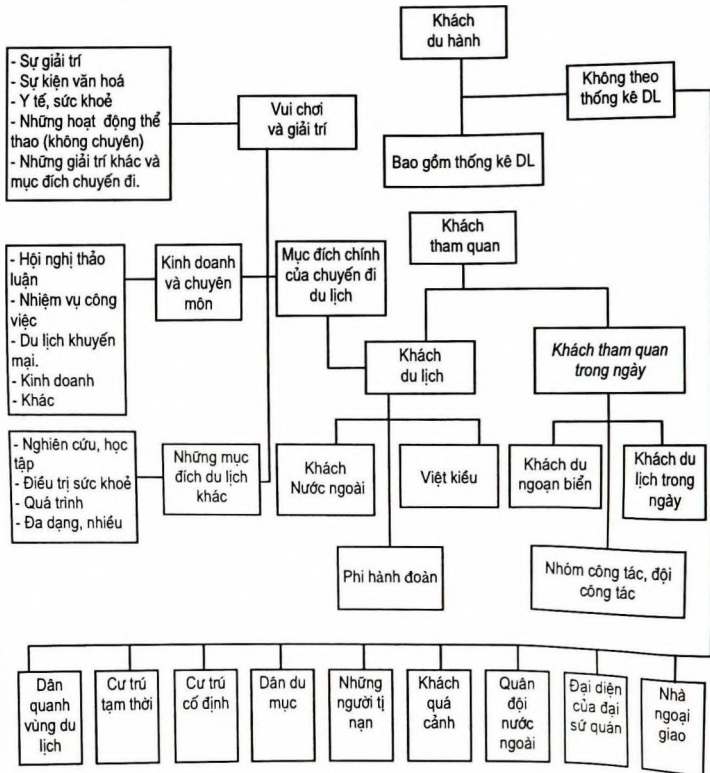 Khách
du hành
Không theo
thống kê DL
Bao gồm thống kê DL
- Sự giải trí
- Sự kiện văn hoá
- Y tế, sức khoẻ
- Những hoạt động thể
thao (không chuyên)
- Những giải trí khác và
mục đích chuyến đi.
Vui chơi
và giải trí
Khách
tham quan
- Hội nghị thảo
luận
- Nhiệm vụ công
việc
- Du lịch khuyến
mại.
- Kinh doanh
- Khác
Kinh doanh
và chuyên
môn
Mục đích chính
của chuyến đi
du lịch
Khách
du lịch
Khách tham quan
trong ngày
- Nghiên cứu, học
tập
- Điều trị sức khoẻ
- Quá trình
- Đa dạng, nhiều
Những mục
đích du lịch
khác
Khách
Nước ngoài
Việt kiều
Khách du
ngoạn biển
Khách du
lịch trong
ngày
Phi hành đoàn
Nhóm công tác, đội
công tác
Dân
quanh
vùng du
lịch
Cư trú
tạm thời
Cư trú
cố định
Dân du
mục
Những
người tị
nạn
Khách
quá
cảnh
Quân
đội
nước
ngoài
Đại diện
của đại
sứ quán
Nhà
ngoại
giao